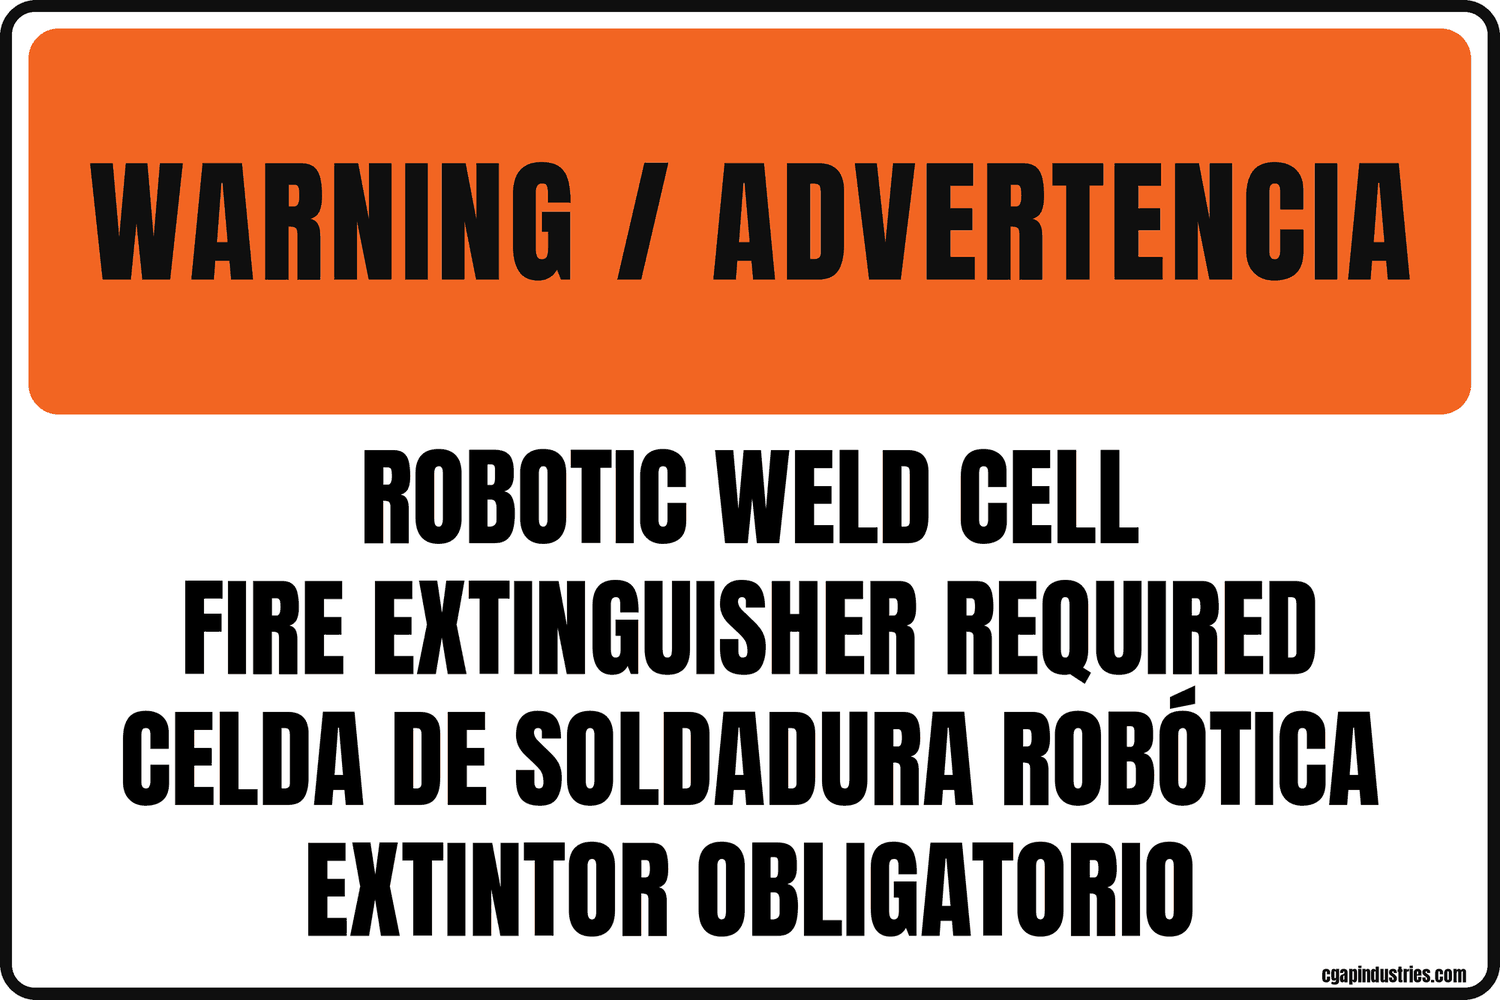 WARNING / ADVERTENCIA
ROBOTIC WELD CELL
FIRE EXTINGUISHER REQUIRED
CELDA DE SOLDADURA ROBÓTICA
EXTINTOR OBLIGATORIO
cgapindustries.com